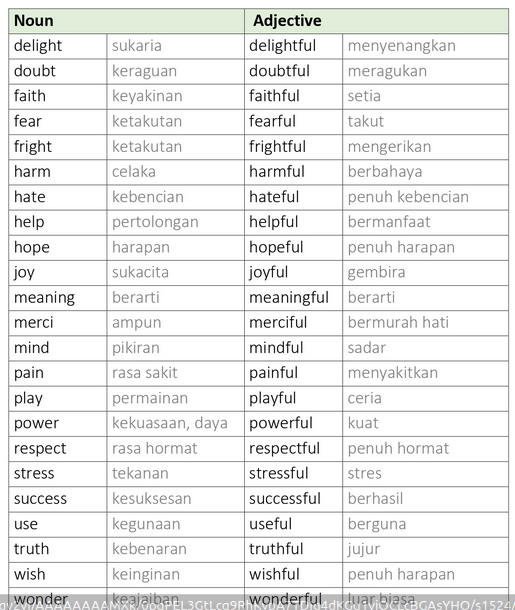 Noun Adjective
delight sukaria delightful menyenangkan
doubt keraguan doubtful meragukan
faith keyakinan faithful setia
fear ketakutan fearful takut
fright ketakutan frightful mengerikan
harm celaka harmful berbahaya
hate kebencian hateful penuh kebencian
help pertolongan helpful bermanfaat
hope harapan hopeful penuh harapan
joy sukacita joyful gembira
meaning berarti meaningful berarti
merci ampun merciful bermurah hati
mind pikiran mindful sadar
pain rasa sakit painful menyakitkan
play permainan playful ceria
power kekuasaan, daya powerful kuat
respect rasa hormat respectful penuh hormat
stress tekanan stressful stres
success kesuksesan successful berhasil
use kegunaan useful berguna
truth kebenaran truthful jujur
wish keinginan wishful penuh harapan
wonder keajaiban wonderful luar biasa